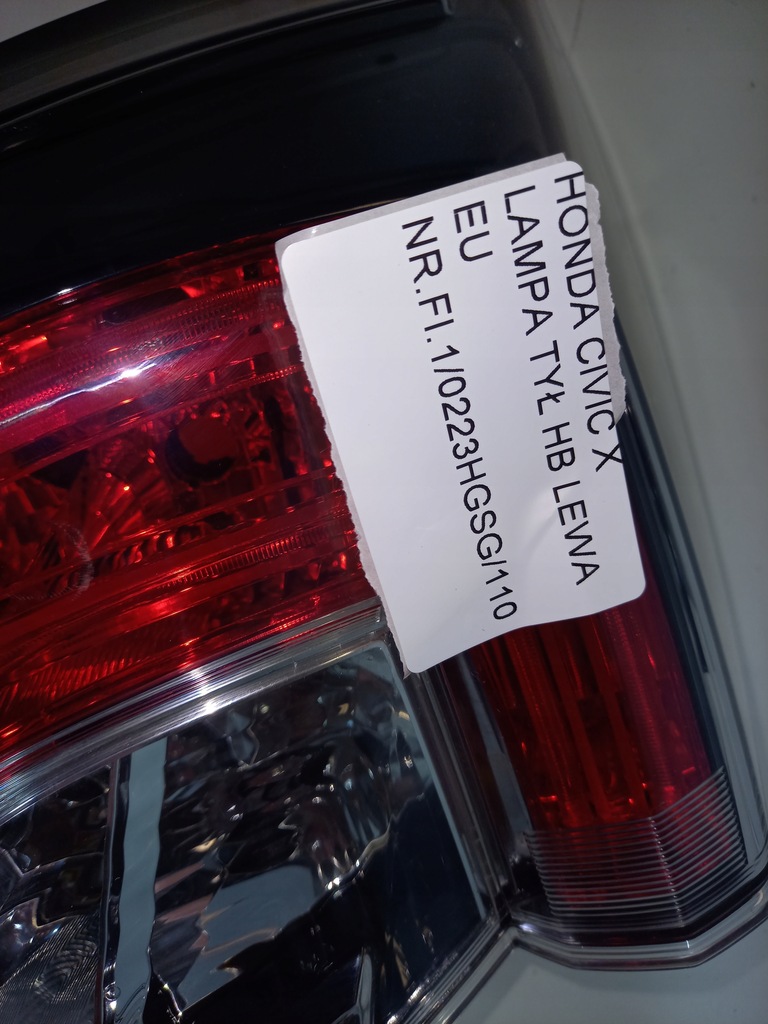 HONDA CIVIC X
LAMPA TYŁ HB LEWA
EU
NR.FI.1/0223HGSG/110